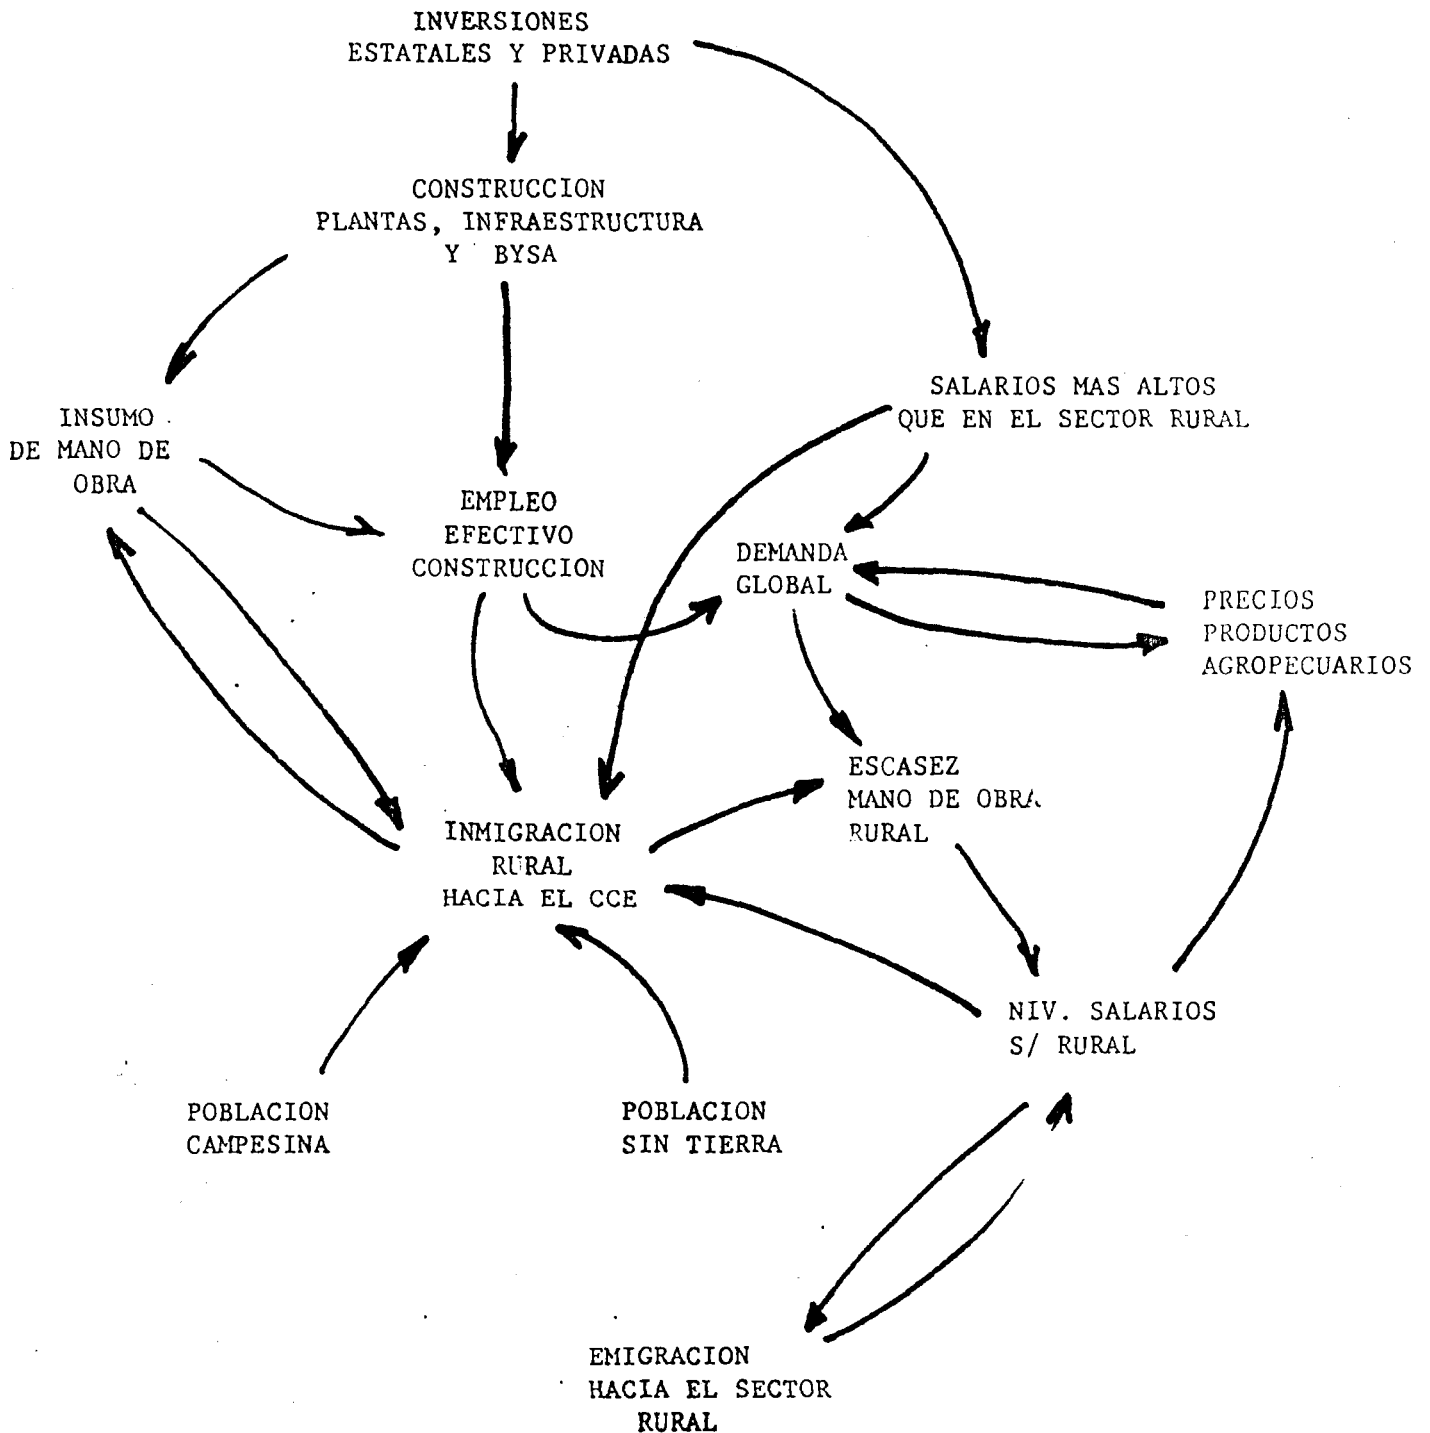 INVERSIONES
ESTATALES Y PRIVADAS
CONSTRUCCION
PLANTAS, INFRAESTRUCTURA
Y BYSA
SALARIOS MAS ALTOS
QUE EN EL SECTOR RURAL
INSUMO
DE MANO DE
OBRA
EMPLEO
EFECTIVO
CONSTRUCCION
DEMANDA
GLOBAL
PRECIOS
PRODUCTOS
AGROPECUARIOS
ESCASEZ
MANO DE OBRA
RURAL
INMIGRACION
RURAL
HACIA EL CCE
NIV. SALARIOS
S/ RURAL
POBLACION
CAMPESINA
POBLACION
SIN TIERRA
EMIGRACION
HACIA EL SECTOR
RURAL